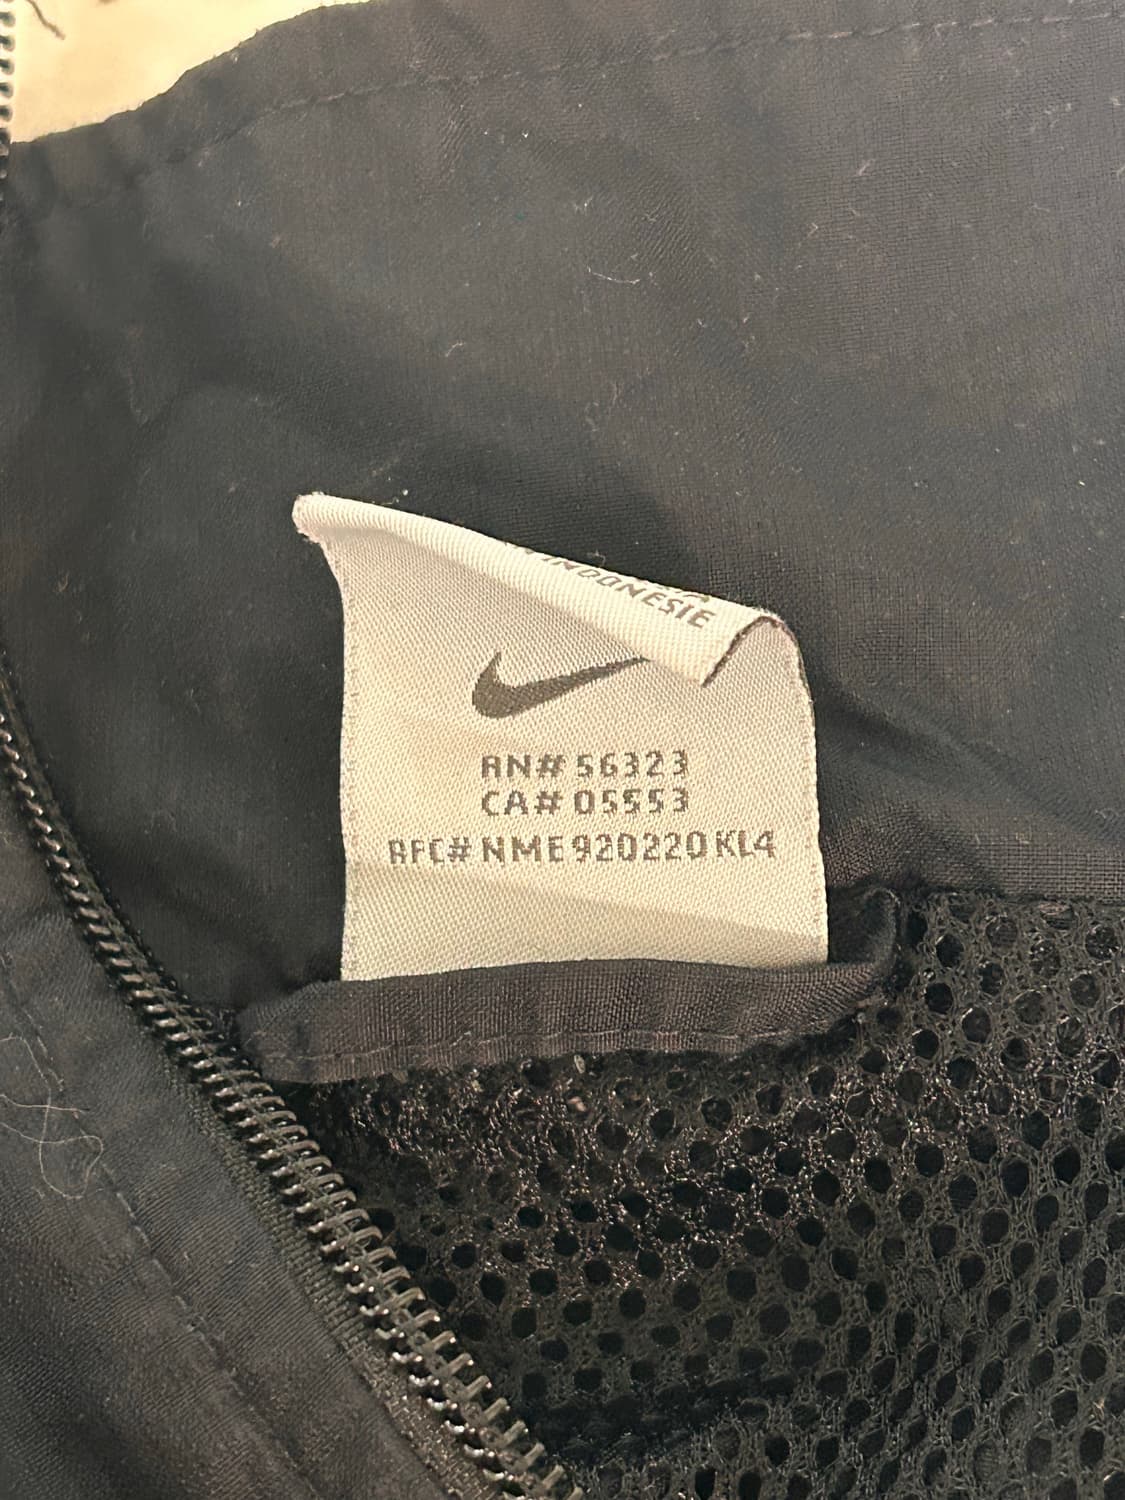 INDONESIE
RN# 56323
CA# 05553
RFC# NME920220KL4